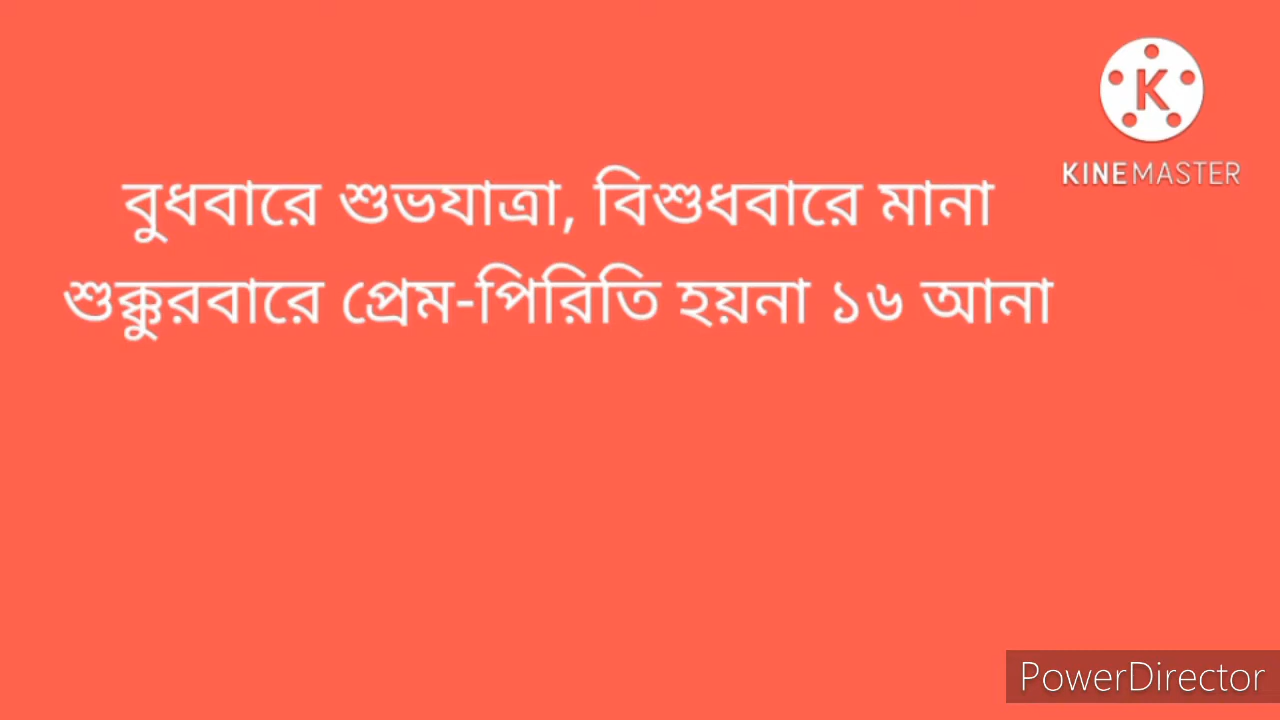 K
KINEMASTER
বুধবারে শুভযাত্রা, বিশুধবারে মানা
শুক্কুরবারে প্রেম-পিরিতি হয়না ১৬ আনা
PowerDirector